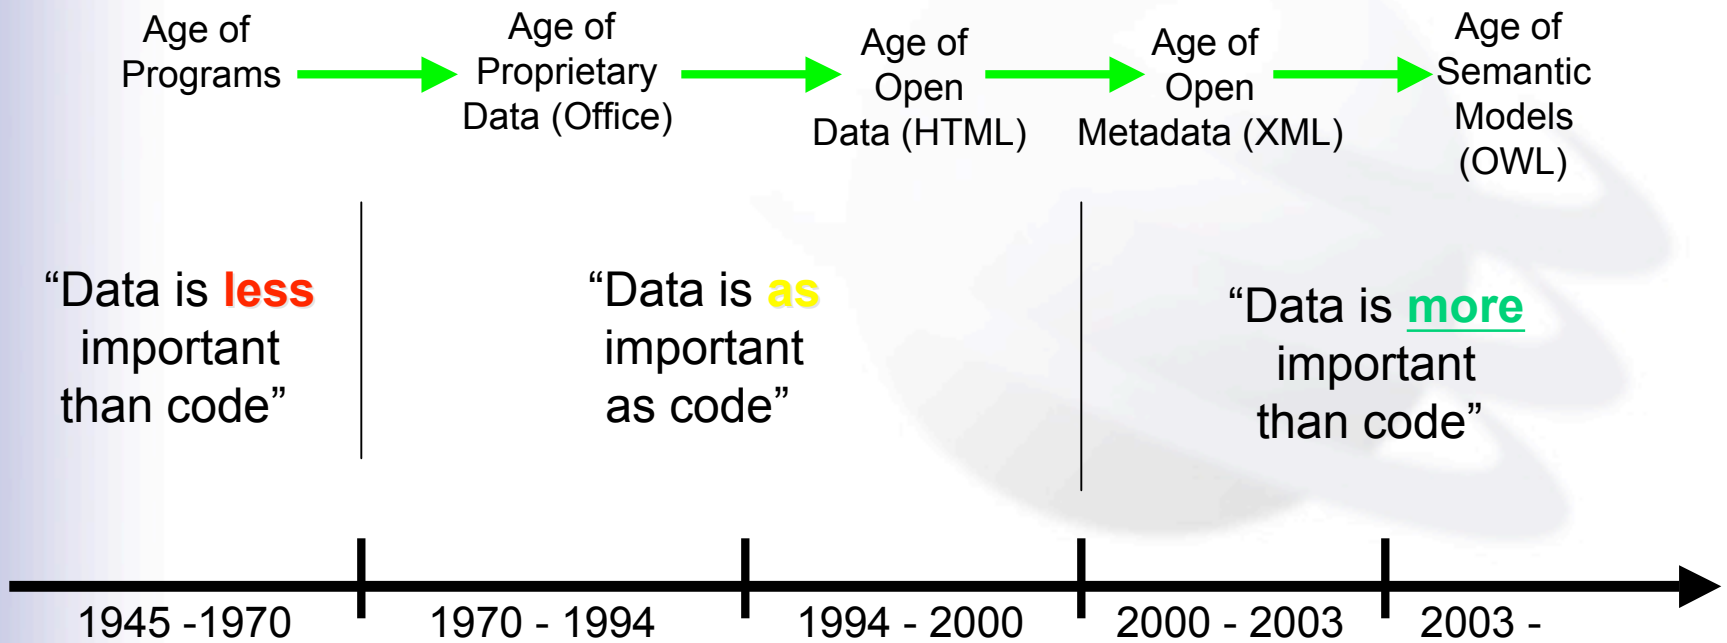 Age of
Programs
Age of
Proprietary
Data (Office)
Age of
Open
Data (HTML)
Age of
Open
Metadata (XML)
Age of
Semantic
Models
(OWL)
“Data is less
important
than code”
“Data is as
important
as code”
“Data is more
important
than code”
1945 -1970
1970 - 1994
1994 - 2000
2000 - 2003
2003 -